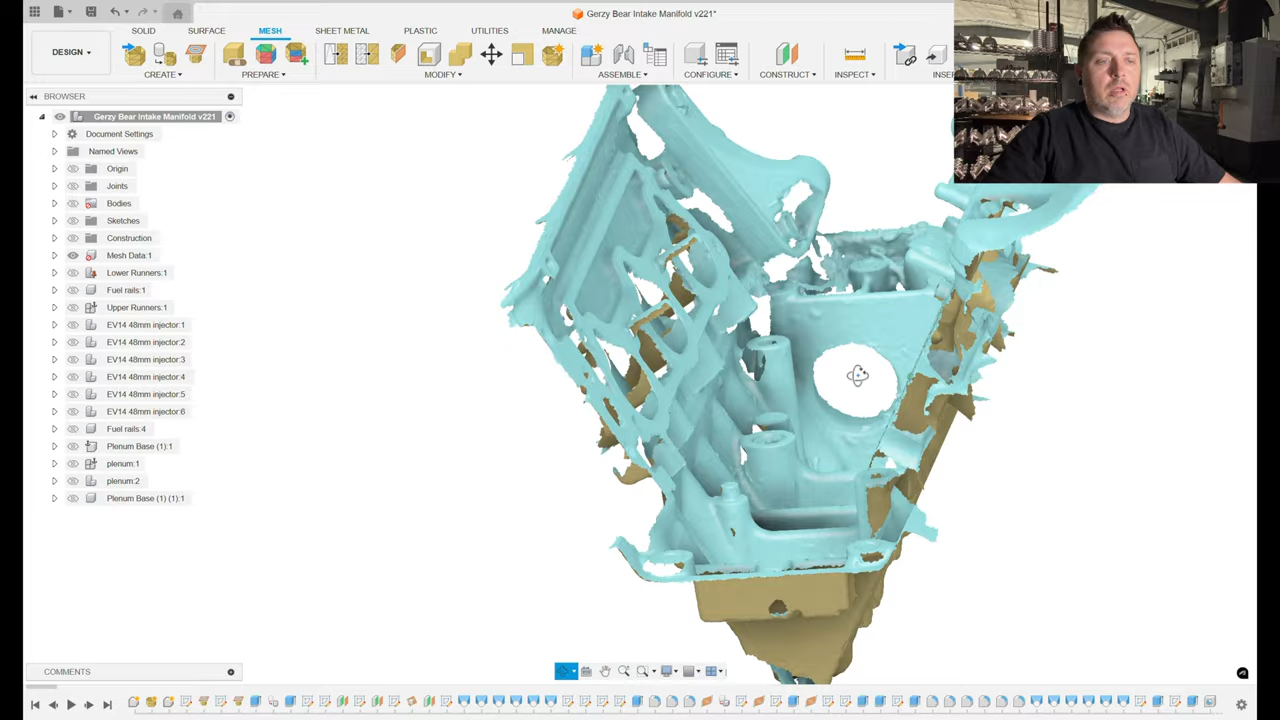 Gerzy Bear Intake Manifold v221*
SOLID SURFACE MESH SHEET METAL PLASTIC UTILITIES MANAGE
DESIGN
CREATE PREPARE MODIFY ASSEMBLE CONFIGURE CONSTRUCT INSPECT
BROWSER
Gerzy Bear Intake Manifold v221
Document Settings
Named Views
Origin
Joints
Bodies
Sketches
Construction
Mesh Data:1
Lower Runners:1
Fuel rails:1
Upper Runners:1
EV14 48mm injector:1
EV14 48mm injector:2
EV14 48mm injector:3
EV14 48mm injector:4
EV14 48mm injector:5
EV14 48mm injector:6
Fuel rails:4
Plenum Base (1):1
plenum:1
plenum:2
Plenum Base (1) (1):1
COMMENTS